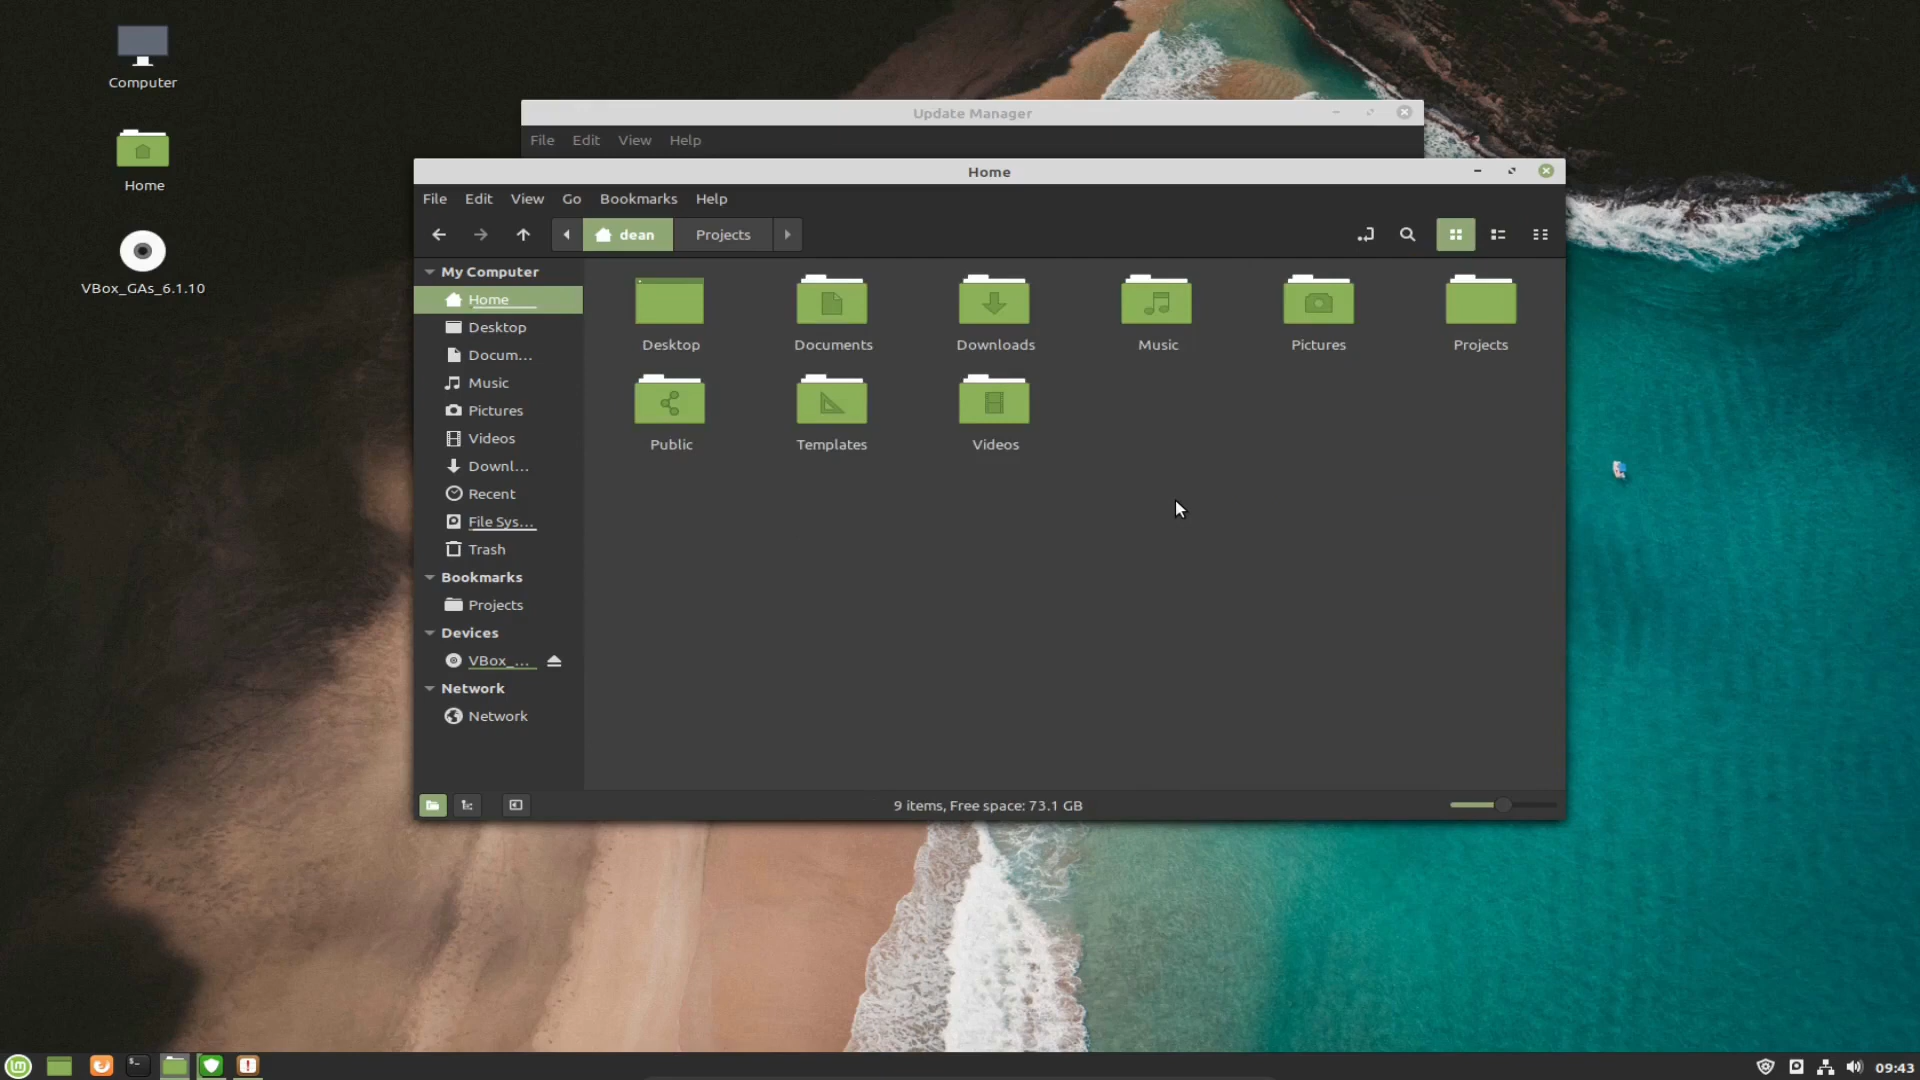 Computer
Home
VBox_GAs_6.1.10
Update Manager
File Edit View Help
Home
File Edit View Go Bookmarks Help
dean Projects
My Computer
Home
Desktop
Docum...
Music
Pictures
Videos
Downl...
Recent
File Sys...
Trash
Bookmarks
Projects
Devices
VBox_...
Network
Network
Desktop Documents Downloads Music Pictures Projects
Public Templates Videos
9 items, Free space: 73.1 GB
09:43